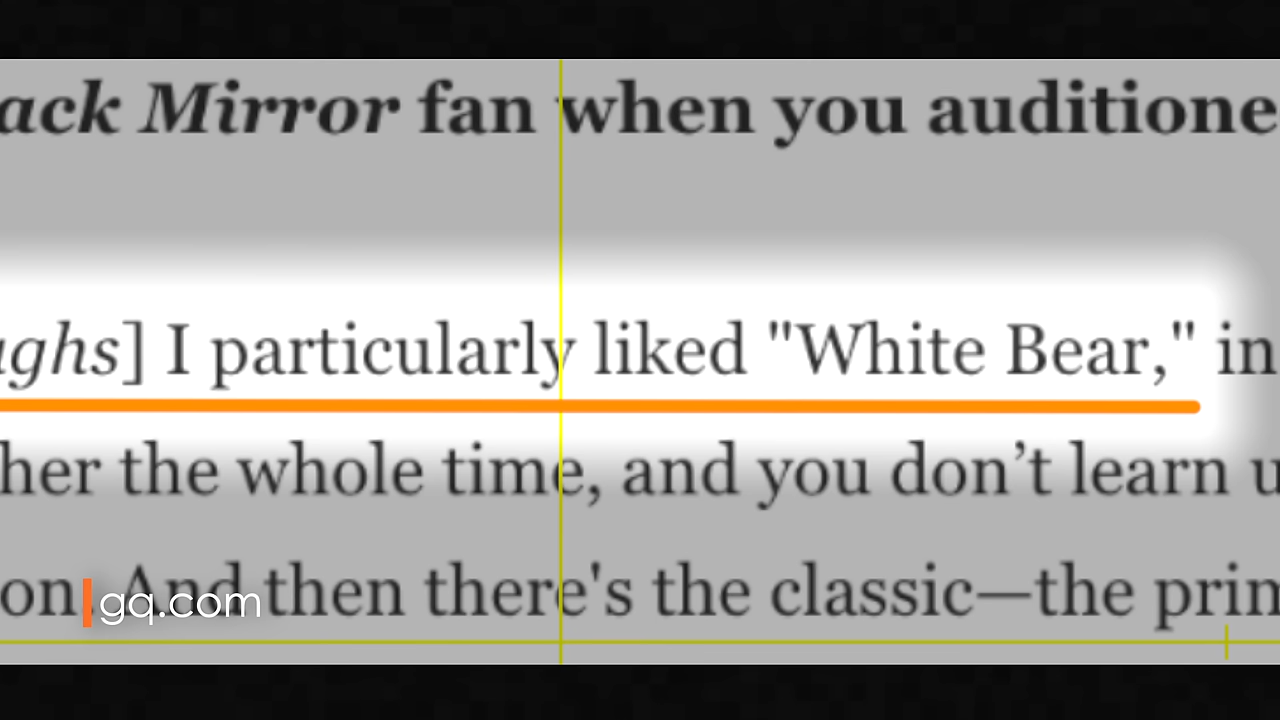 ack Mirror fan when you auditione
ghs] I particularly liked "White Bear," in
her the whole time, and you don’t learn u
on. And then there's the classic—the prin
gq.com